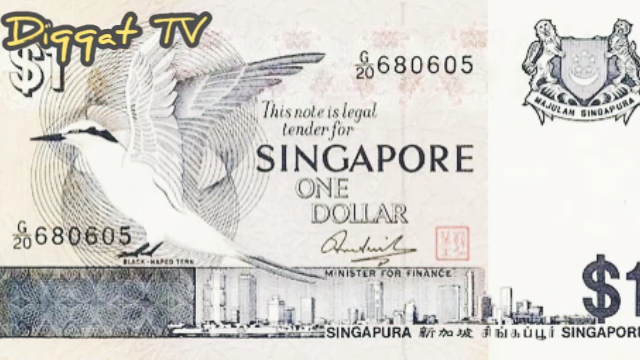 Diqqat TV
$1
G/20 680605
This note is legal
tender for
SINGAPORE
ONE
DOLLAR
G/20 680605
BLACK-NAPED TERN
MINISTER FOR FINANCE
MAJULAH SINGAPURA
$1
SINGAPURA 新加坡 சிங்கப்பூர் SINGAPORE